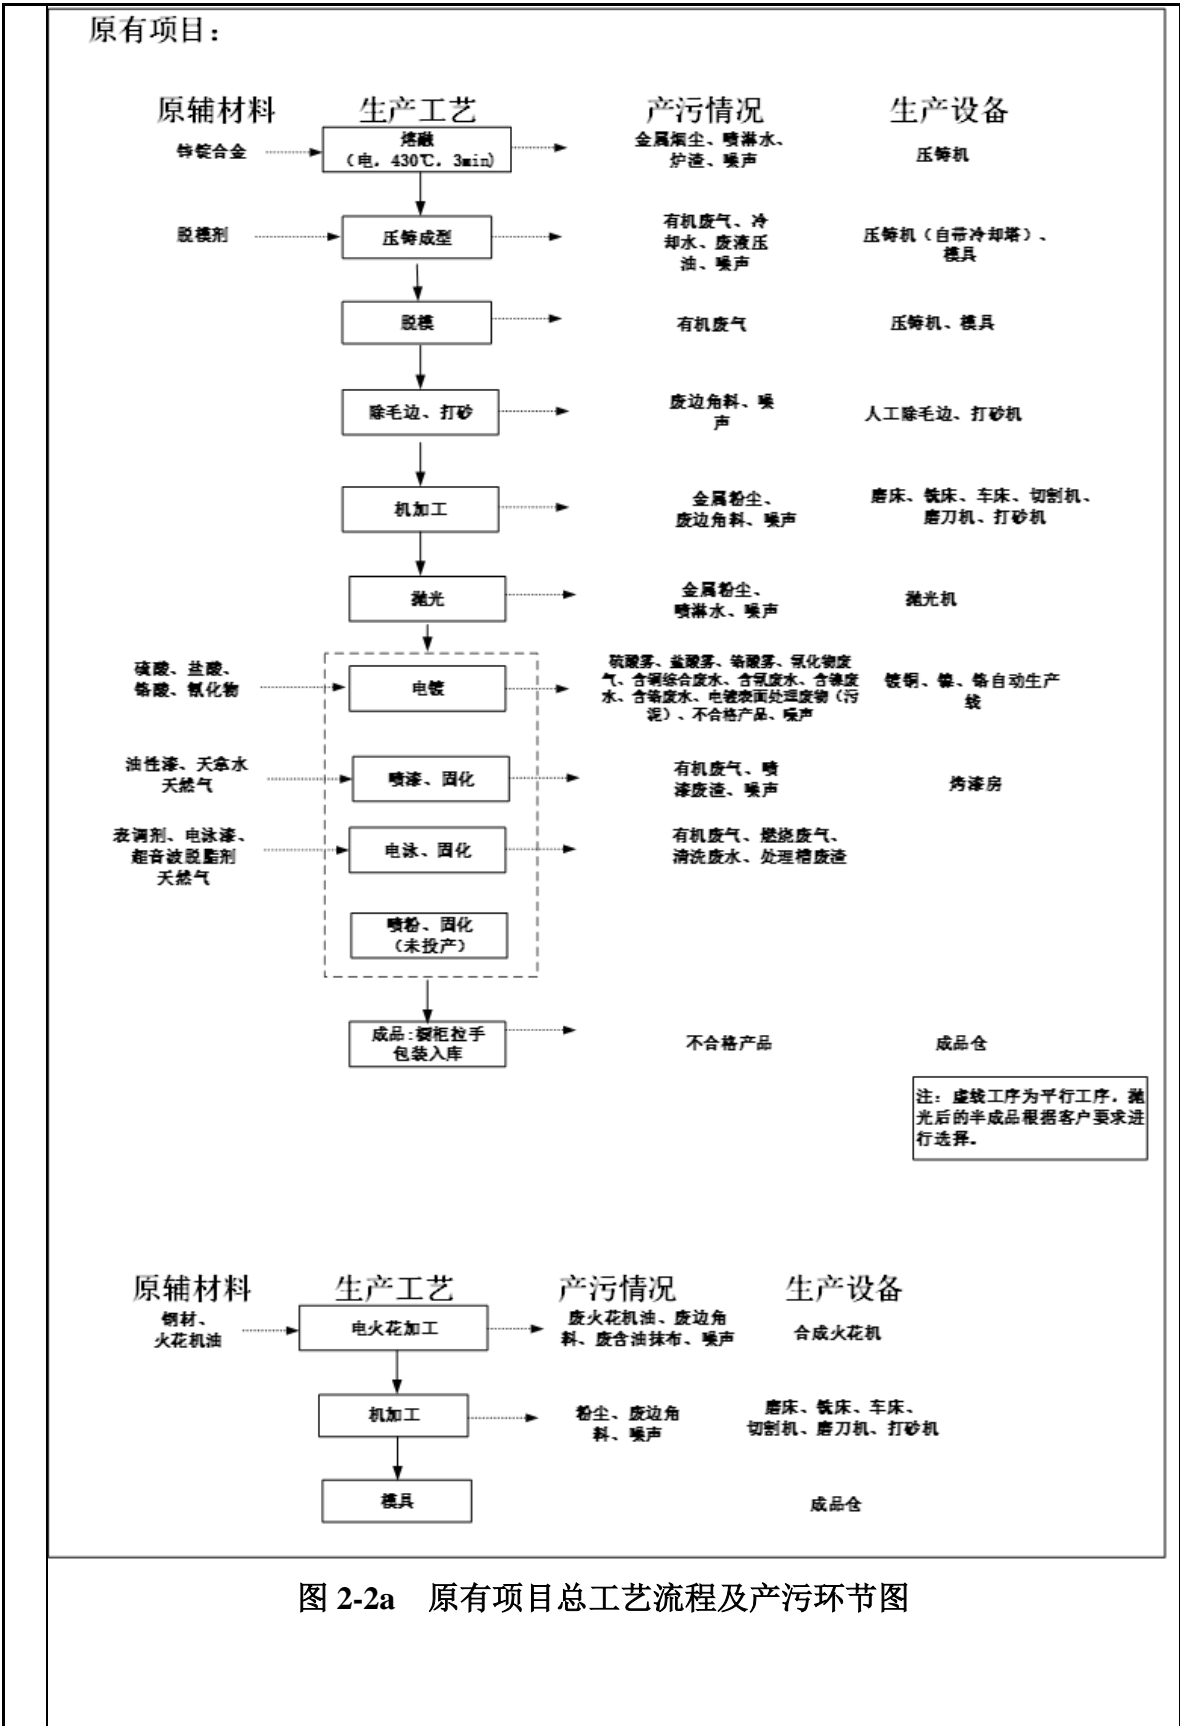 原有项目：
原辅材料 生产工艺 产污情况 生产设备
锌锭合金
熔融
（电，430℃，3min）
金属烟尘、喷淋水、
炉渣、噪声
压铸机
脱模剂
压铸成型
有机废气、冷
却水、废液压
油、噪声
压铸机（自带冷却塔）、
模具
脱模
有机废气
压铸机、模具
除毛边、打砂
废边角料、噪
声
人工除毛边、打砂机
机加工
金属粉尘、
废边角料、噪声
磨床、铣床、车床、切割机、
磨刀机、打砂机
抛光
金属粉尘、
喷淋水、噪声
抛光机
硫酸、盐酸、
铬酸、氰化物
电镀
硫酸雾、盐酸雾、铬酸雾、氰化物废
气、含铜综合废水、含氰废水、含镍废
水、含铬废水、电镀表面处理废物（污
泥）、不合格产品、噪声
镀铜、镍、铬自动生产
线
油性漆、天拿水
天然气
喷漆、固化
有机废气、喷
漆废渣、噪声
烤漆房
表调剂、电泳漆、
超音波脱脂剂
天然气
电泳、固化
有机废气、燃烧废气、
清洗废水、处理槽废渣
喷粉、固化
（未投产）
成品：橱柜拉手
包装入库
不合格产品
成品仓
注：虚线工序为平行工序，抛
光后的半成品根据客户要求进
行选择。
原辅材料 生产工艺 产污情况 生产设备
钢材、
火花机油
电火花加工
废火花机油、废边角
料、废含油抹布、噪声
合成火花机
机加工
粉尘、废边角
料、噪声
磨床、铣床、车床、
切割机、磨刀机、打砂机
模具
成品仓
图 2-2a 原有项目总工艺流程及产污环节图